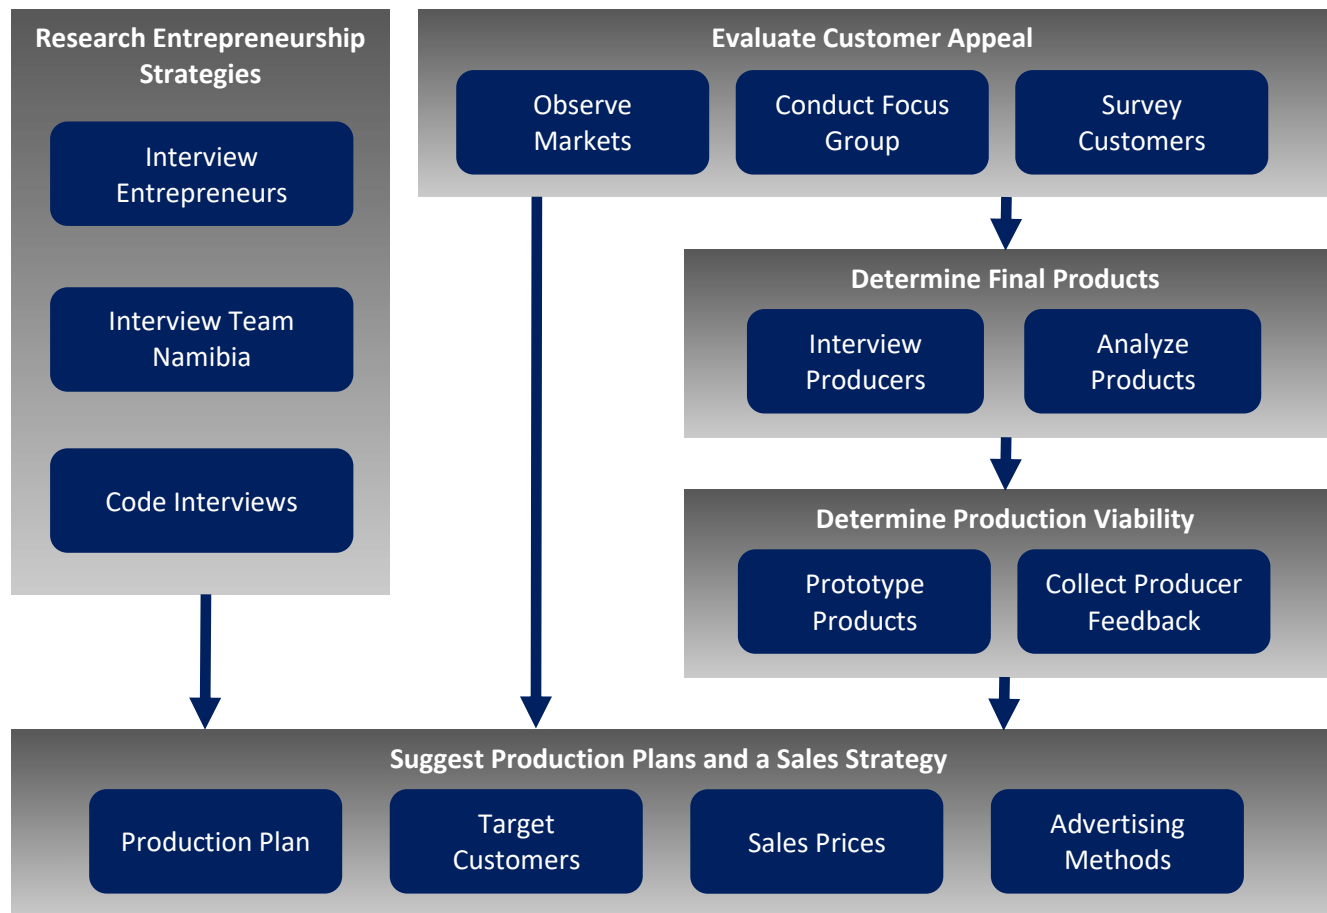 Research Entrepreneurship
Strategies
Interview
Entrepreneurs
Interview Team
Namibia
Code Interviews
Evaluate Customer Appeal
Observe
Markets
Conduct Focus
Group
Survey
Customers
Determine Final Products
Interview
Producers
Analyze
Products
Determine Production Viability
Prototype
Products
Collect Producer
Feedback
Suggest Production Plans and a Sales Strategy
Production Plan
Target
Customers
Sales Prices
Advertising
Methods